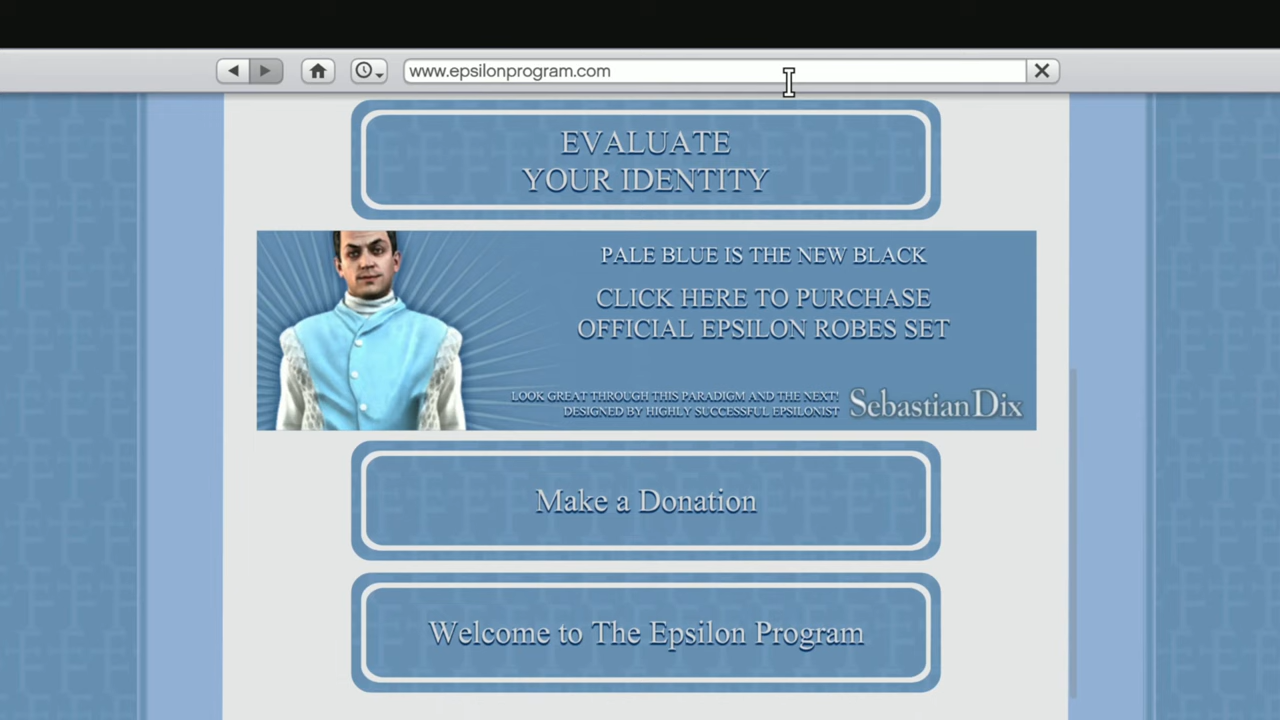 www.epsilonprogram.com
EVALUATE
YOUR IDENTITY
PALE BLUE IS THE NEW BLACK
CLICK HERE TO PURCHASE
OFFICIAL EPSILON ROBES SET
LOOK GREAT THROUGH THIS PARADIGM AND THE NEXT!
DESIGNED BY HIGHLY SUCCESSFUL EPSILONIST
SebastianDix
Make a Donation
Welcome to The Epsilon Program